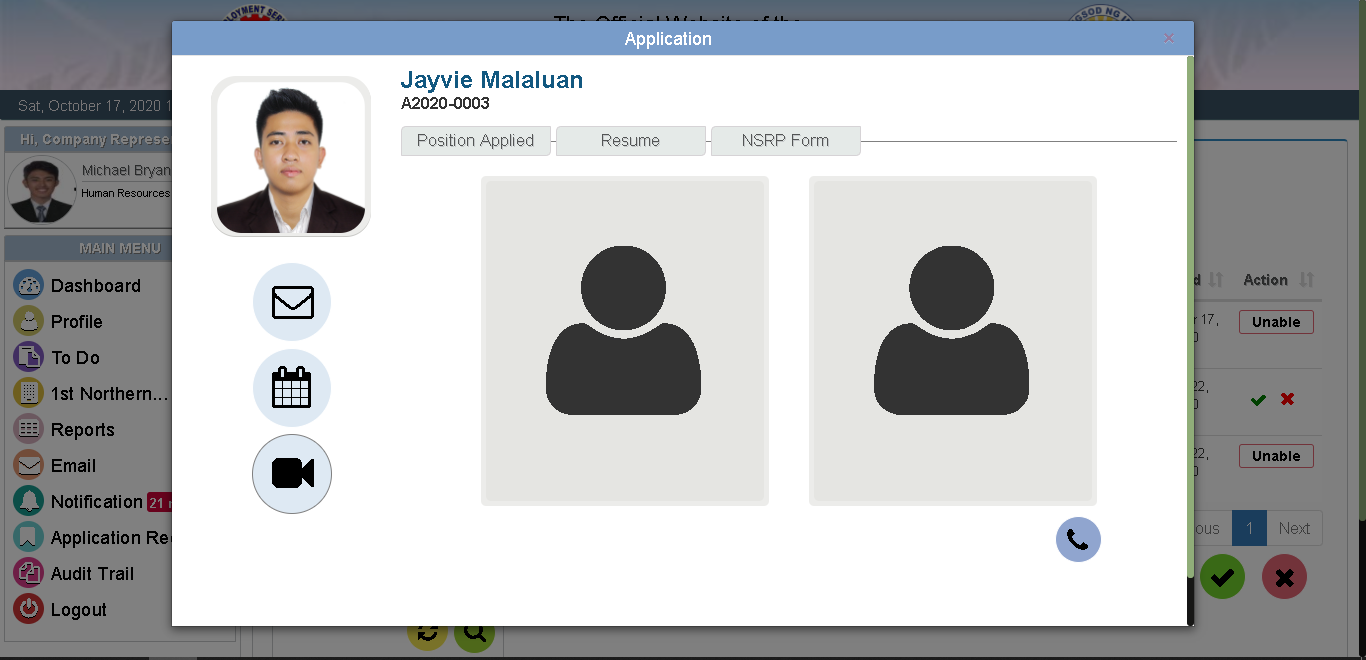 The Official Website of the
Application
×
Sat, October 17, 2020 1
Hi, Company Represe
Michael Bryan
Human Resources
MAIN MENU
Dashboard
Profile
To Do
1st Northern...
Reports
Email
Notification 21
Application Re
Audit Trail
Logout
Jayvie Malaluan
A2020-0003
Position Applied
Resume
NSRP Form
d Action
r 17, Unable
22,
22, Unable
ous 1 Next